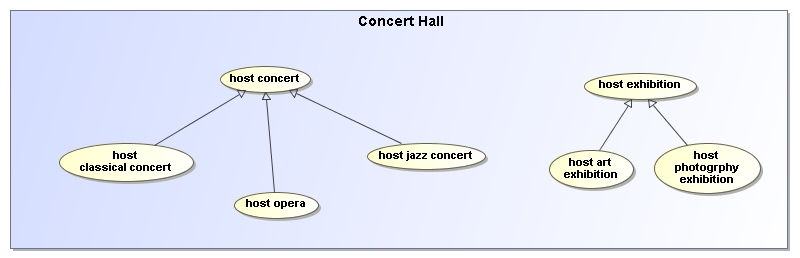 Concert Hall
host concert
host exhibition
host
classical concert
host jazz concert
host opera
host art
exhibition
host
photogrphy
exhibition